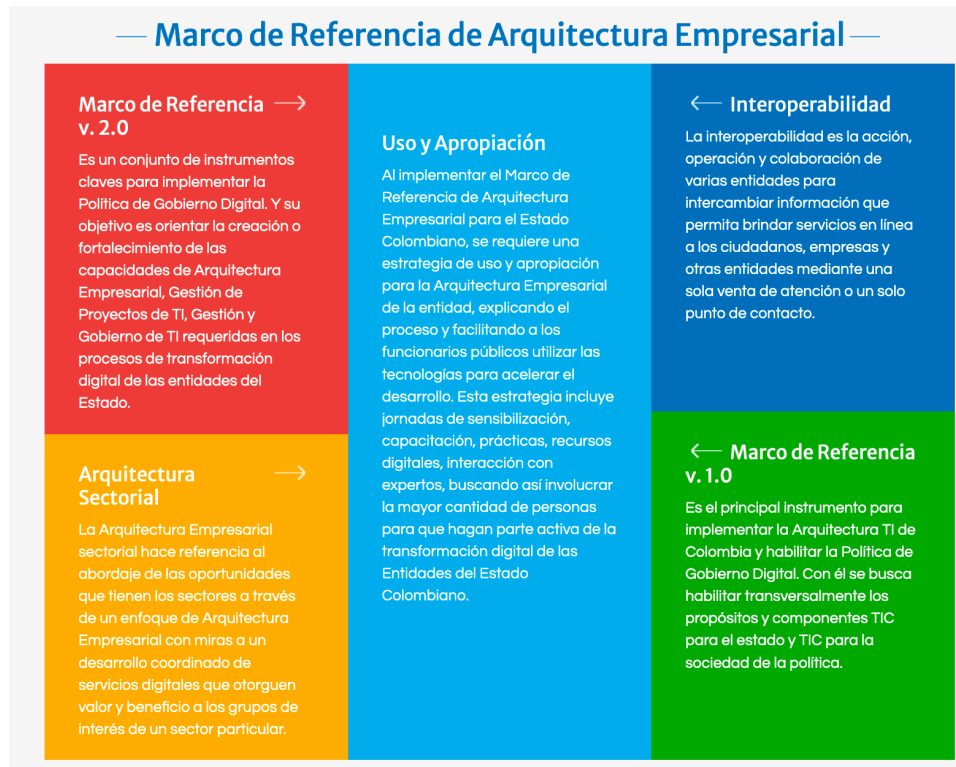 Marco de Referencia de Arquitectura Empresarial
Marco de Referencia
v. 2.0
Es un conjunto de instrumentos
claves para implementar la
Política de Gobierno Digital. Y su
objetivo es orientar la creación o
fortalecimiento de las
capacidades de Arquitectura
Empresarial, Gestión de
Proyectos de TI, Gestión y
Gobierno de TI requeridas en los
procesos de transformación
digital de las entidades del
Estado.
Arquitectura
Sectorial
La Arquitectura Empresarial
sectorial hace referencia al
abordaje de las oportunidades
que tienen los sectores a través
de un enfoque de Arquitectura
Empresarial con miras a un
desarrollo coordinado de
servicios digitales que otorguen
valor y beneficio a los grupos de
interés de un sector particular.
Uso y Apropiación
Al implementar el Marco de
Referencia de Arquitectura
Empresarial para el Estado
Colombiano, se requiere una
estrategia de uso y apropiación
para la Arquitectura Empresarial
de la entidad, explicando el
proceso y facilitando a los
funcionarios públicos utilizar las
tecnologías para acelerar el
desarrollo. Esta estrategia incluye
jornadas de sensibilización,
capacitación, prácticas, recursos
digitales, interacción con
expertos, buscando así involucrar
la mayor cantidad de personas
para que hagan parte activa de la
transformación digital de las
Entidades del Estado
Colombiano.
Interoperabilidad
La interoperabilidad es la acción,
operación y colaboración de
varias entidades para
intercambiar información que
permita brindar servicios en línea
a los ciudadanos, empresas y
otras entidades mediante una
sola venta de atención o un solo
punto de contacto.
Marco de Referencia
v. 1.0
Es el principal instrumento para
implementar la Arquitectura TI de
Colombia y habilitar la Política de
Gobierno Digital. Con él se busca
habilitar transversalmente los
propósitos y componentes TIC
para el estado y TIC para la
sociedad de la política.